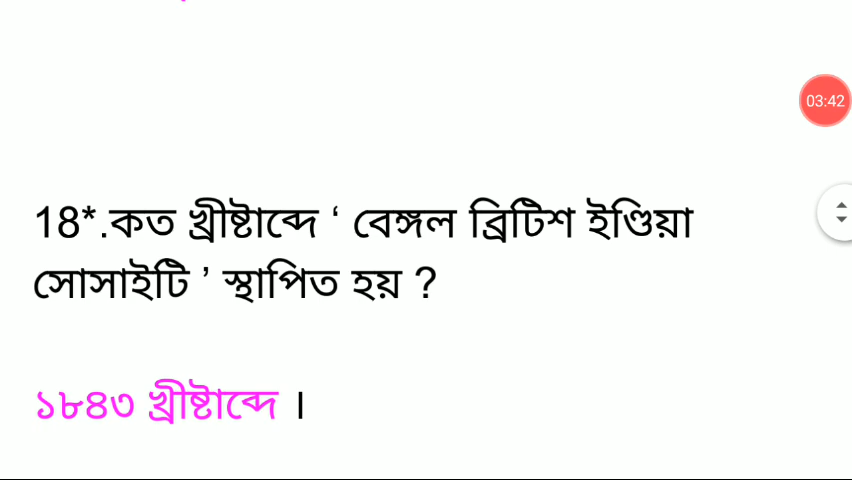 03:42
18*.কত খ্রীষ্টাব্দে ‘ বেঙ্গল ব্রিটিশ ইণ্ডিয়া
সোসাইটি ’ স্থাপিত হয় ?
১৮৪৩ খ্রীষ্টাব্দে ।